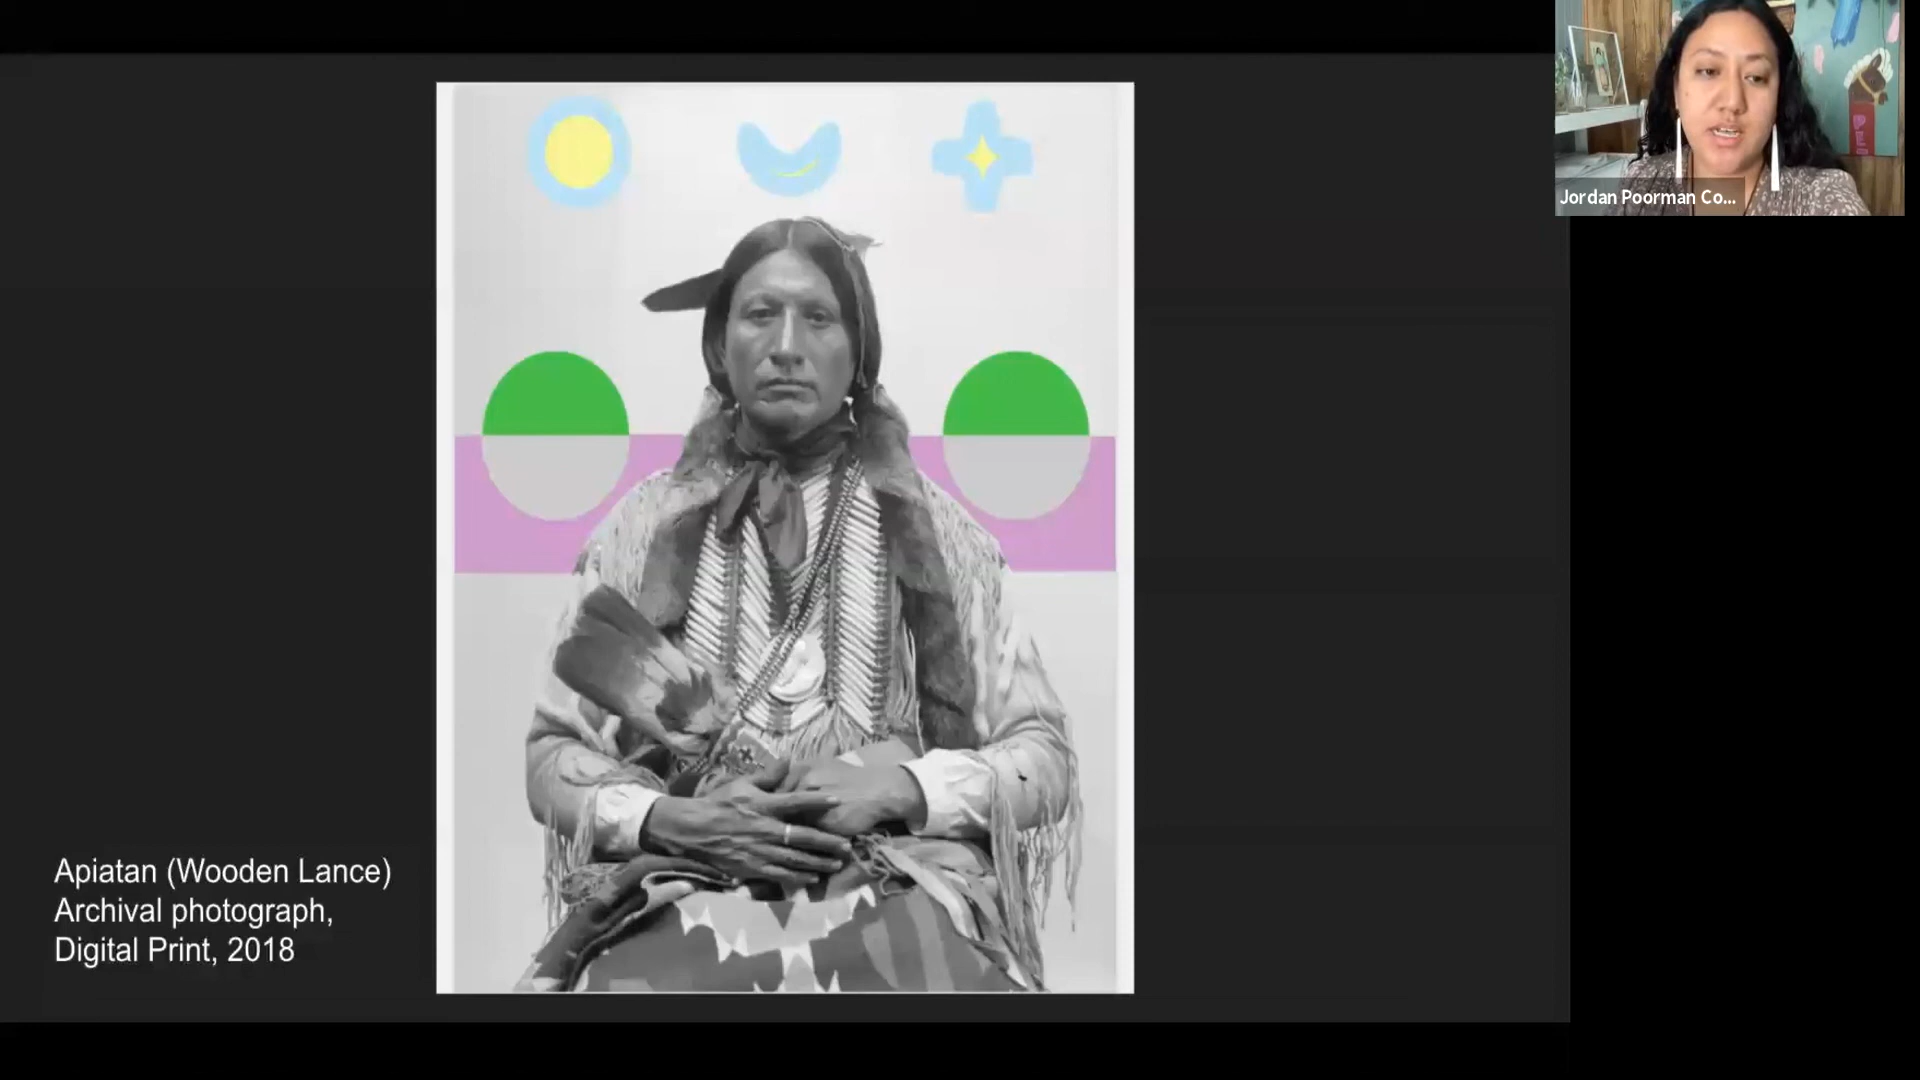 Jordan Poorman Co...
Apiatan (Wooden Lance)
Archival photograph,
Digital Print, 2018